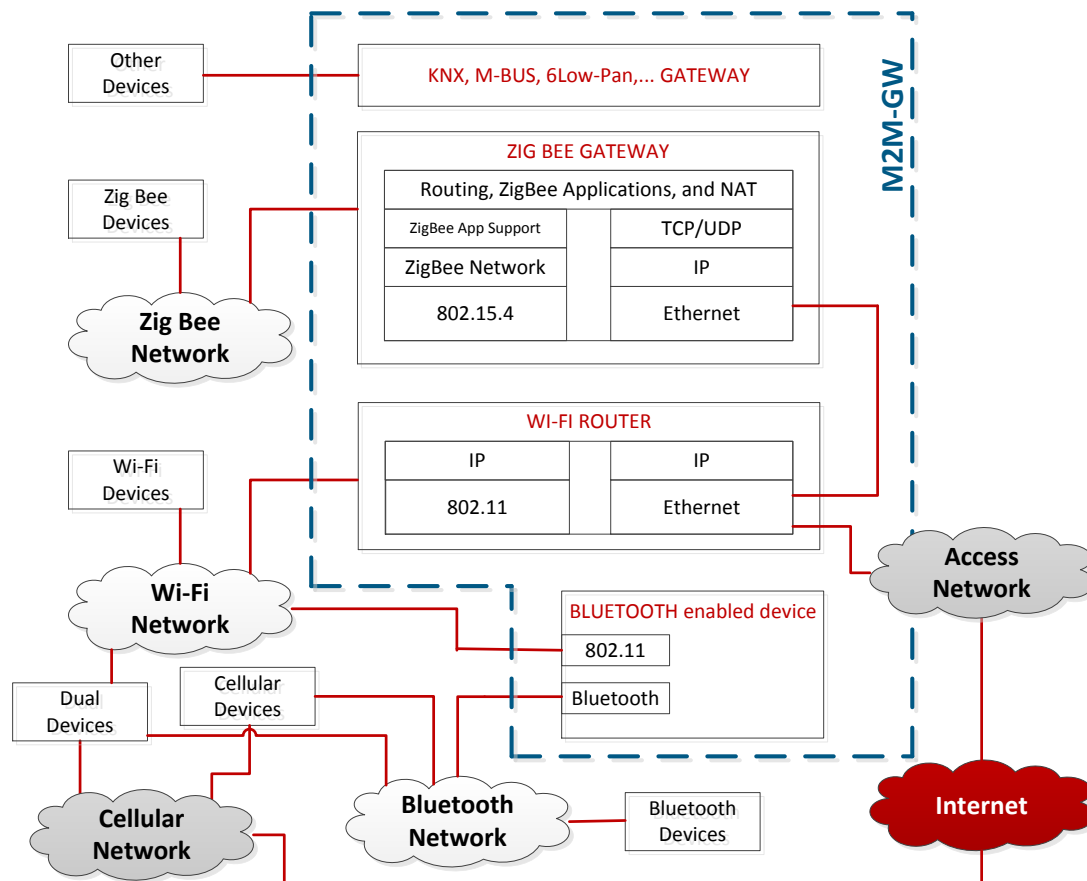 Other
Devices
KNX, M-BUS, 6Low-Pan,... GATEWAY
M2M-GW
ZIG BEE GATEWAY
Routing, ZigBee Applications, and NAT
ZigBee App Support
TCP/UDP
ZigBee Network
IP
802.15.4
Ethernet
Zig Bee
Devices
Zig Bee
Network
WI-FI ROUTER
IP
IP
802.11
Ethernet
Wi-Fi
Devices
Wi-Fi
Network
Access
Network
BLUETOOTH enabled device
802.11
Bluetooth
Dual
Devices
Cellular
Devices
Cellular
Network
Bluetooth
Network
Bluetooth
Devices
Internet